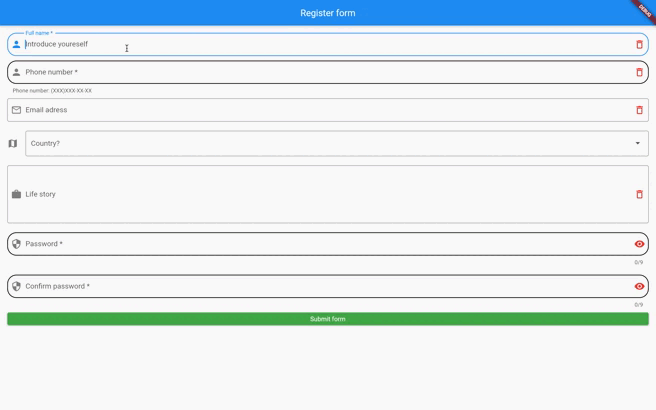 Register form
DEBUG
Full name *
Introduce youreself
Phone number *
Phone number: (XXX)XXX-XX-XX
Email adress
Country?
Life story
Password *
0/9
Confirm password *
0/9
Submit form